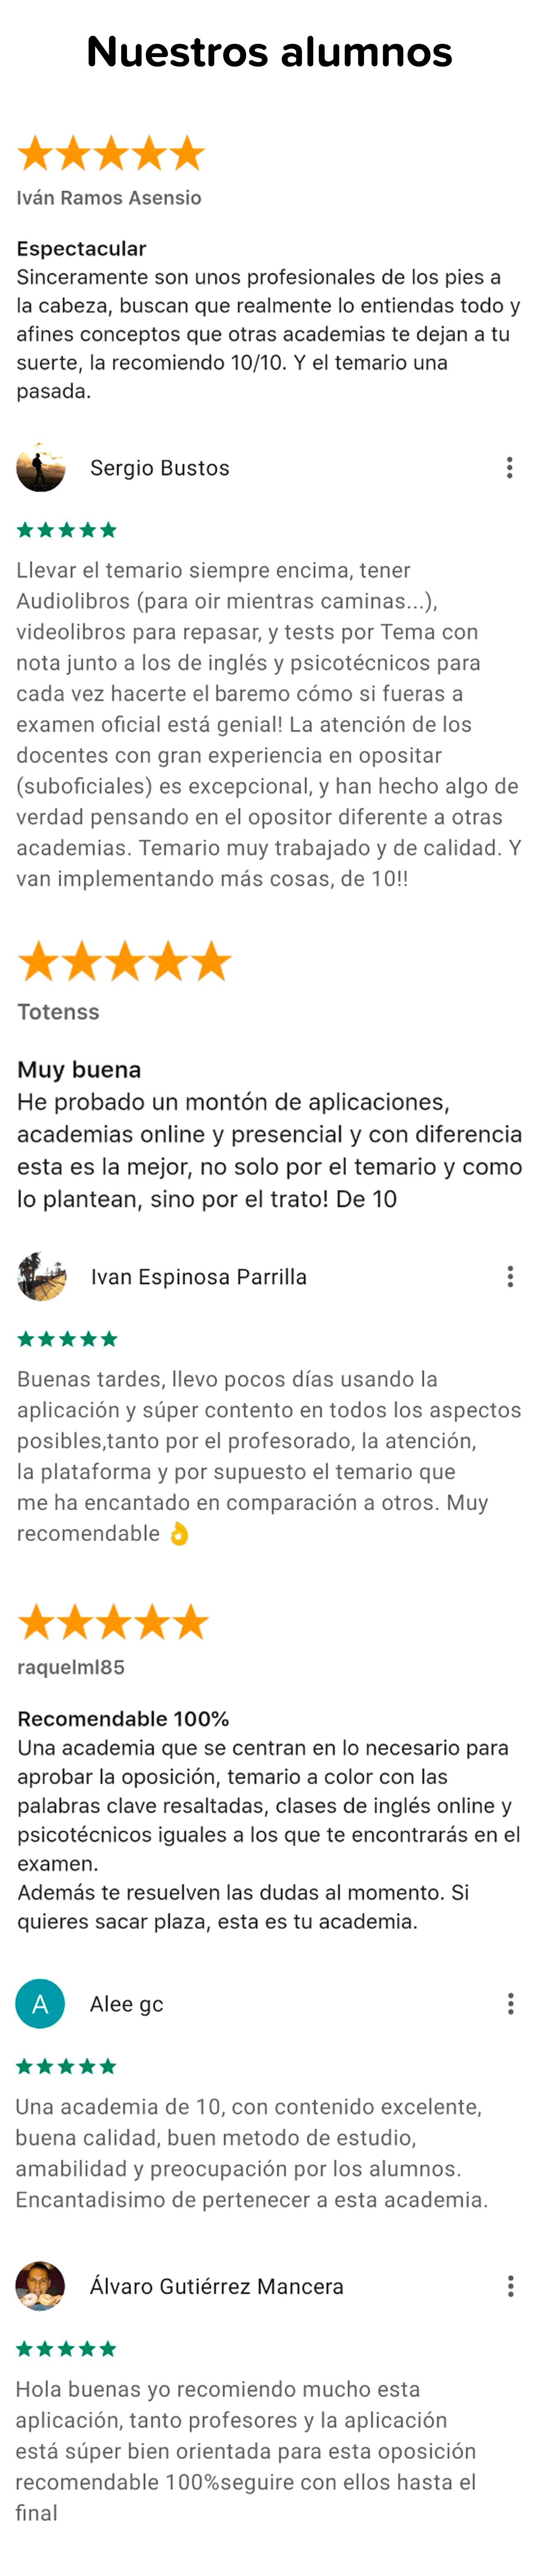 Nuestros alumnos
Iván Ramos Asensio
Espectacular
Sinceramente son unos profesionales de los pies a
la cabeza, buscan que realmente lo entiendas todo y
afines conceptos que otras academias te dejan a tu
suerte, la recomiendo 10/10. Y el temario una
pasada.
Sergio Bustos
Llevar el temario siempre encima, tener
Audiolibros (para oir mientras caminas...),
videolibros para repasar, y tests por Tema con
nota junto a los de inglés y psicotécnicos para
cada vez hacerte el baremo cómo si fueras a
examen oficial está genial! La atención de los
docentes con gran experiencia en opositar
(suboficiales) es excepcional, y han hecho algo de
verdad pensando en el opositor diferente a otras
academias. Temario muy trabajado y de calidad. Y
van implementando más cosas, de 10!!
Totenss
Muy buena
He probado un montón de aplicaciones,
academias online y presencial y con diferencia
esta es la mejor, no solo por el temario y como
lo plantean, sino por el trato! De 10
Ivan Espinosa Parrilla
Buenas tardes, llevo pocos días usando la
aplicación y súper contento en todos los aspectos
posibles,tanto por el profesorado, la atención,
la plataforma y por supuesto el temario que
me ha encantado en comparación a otros. Muy
recomendable 👌
raquelml85
Recomendable 100%
Una academia que se centran en lo necesario para
aprobar la oposición, temario a color con las
palabras clave resaltadas, clases de inglés online y
psicotécnicos iguales a los que te encontrarás en el
examen.
Además te resuelven las dudas al momento. Si
quieres sacar plaza, esta es tu academia.
A
Alee gc
Una academia de 10, con contenido excelente,
buena calidad, buen metodo de estudio,
amabilidad y preocupación por los alumnos.
Encantadisimo de pertenecer a esta academia.
Álvaro Gutiérrez Mancera
Hola buenas yo recomiendo mucho esta
aplicación, tanto profesores y la aplicación
está súper bien orientada para esta oposición
recomendable 100%seguire con ellos hasta el
final